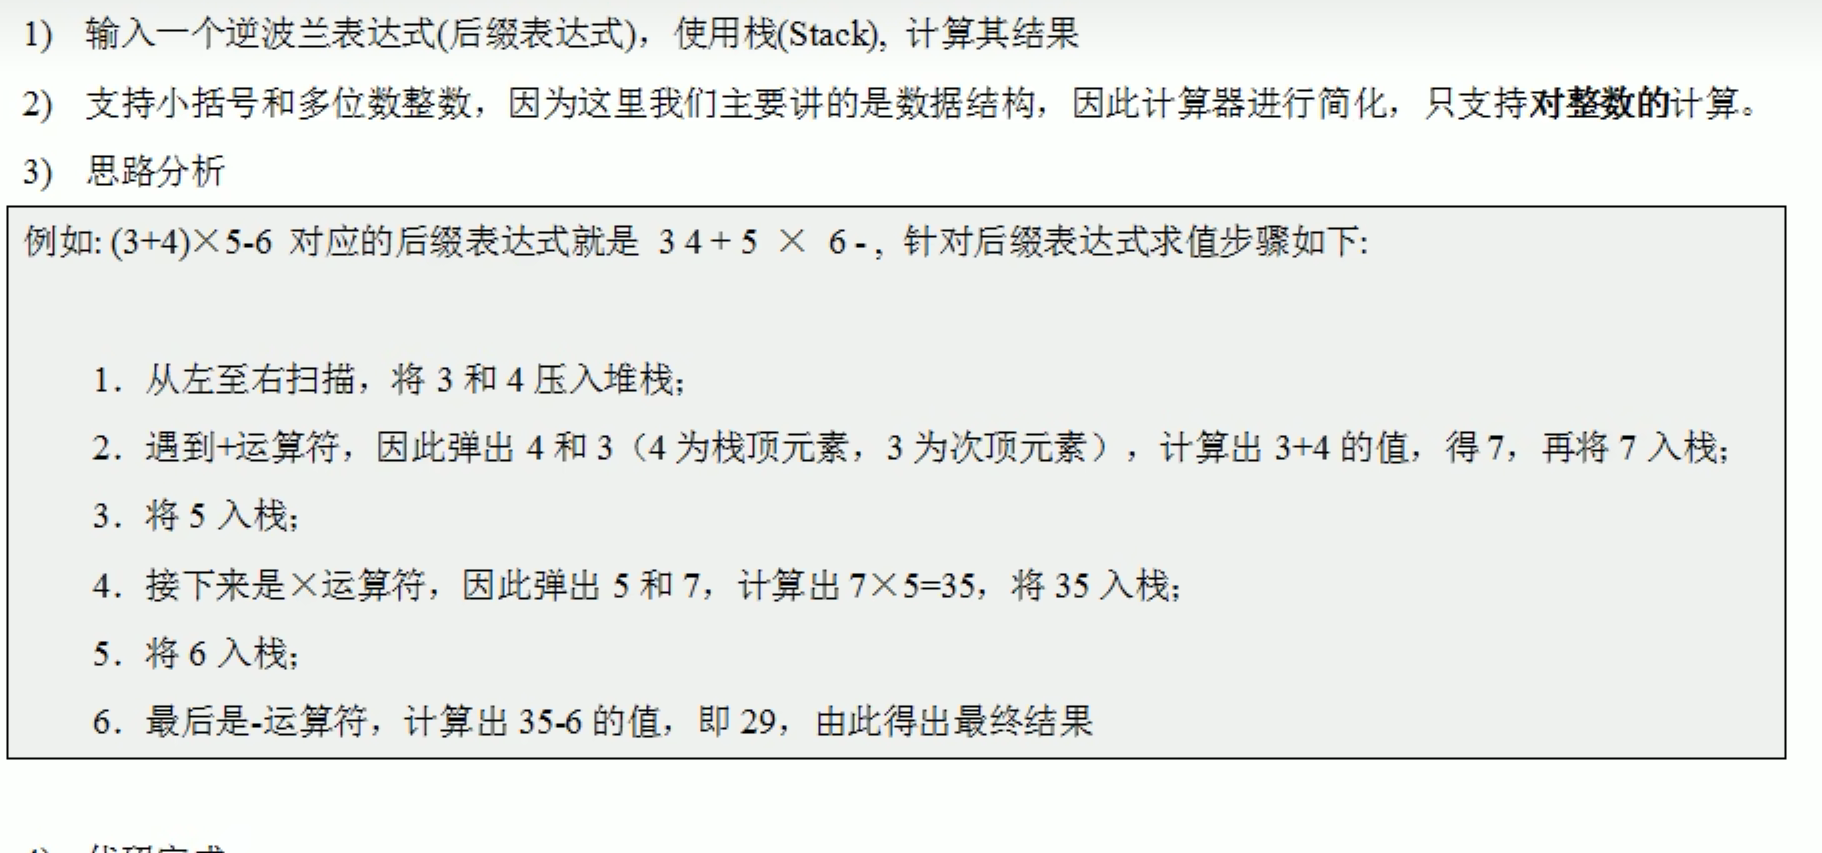 1) 输入一个逆波兰表达式(后缀表达式)，使用栈(Stack), 计算其结果
2) 支持小括号和多位数整数，因为这里我们主要讲的是数据结构，因此计算器进行简化，只支持对整数的计算。
3) 思路分析
例如: (3+4)×5-6 对应的后缀表达式就是 3 4 + 5 × 6 - , 针对后缀表达式求值步骤如下:
1. 从左至右扫描，将 3 和 4 压入堆栈；
2. 遇到+运算符，因此弹出 4 和 3（4 为栈顶元素，3 为次顶元素），计算出 3+4 的值，得 7，再将 7 入栈；
3. 将 5 入栈；
4. 接下来是×运算符，因此弹出 5 和 7，计算出 7×5=35，将 35 入栈；
5. 将 6 入栈；
6. 最后是-运算符，计算出 35-6 的值，即 29，由此得出最终结果